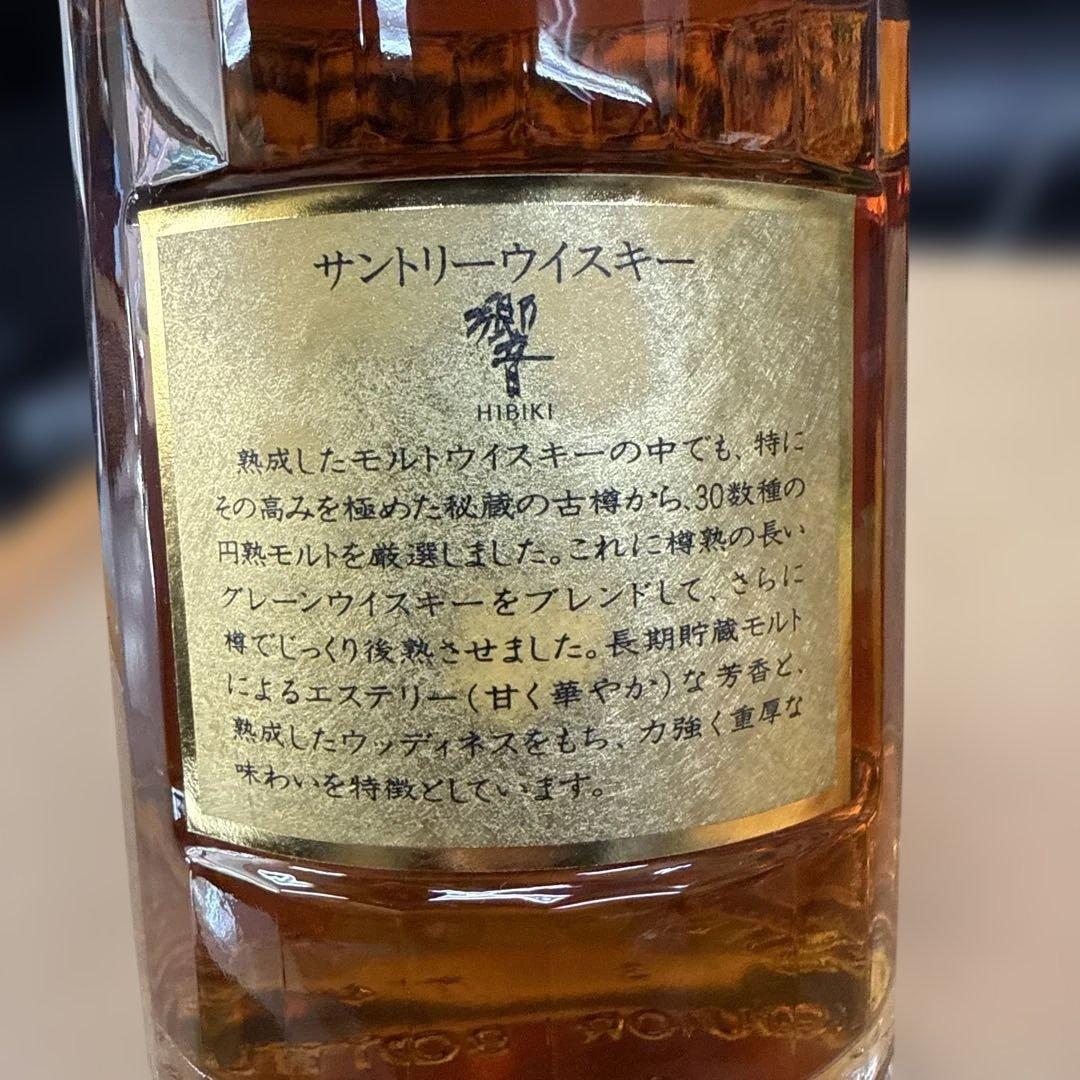 サントリーウイスキー
響
HIBIKI
熟成したモルトウイスキーの中でも、特に
その高みを極めた秘蔵の古樽から、30数種の
円熟モルトを厳選しました。これに樽熟の長い
グレーンウイスキーをブレンドして、さらに
樽でじっくり後熟させました。長期貯蔵モルト
によるエステリー(甘く華やか)な芳香と、
熟成したウッディネスをもち、力強く重厚な
味わいを特徴としています。